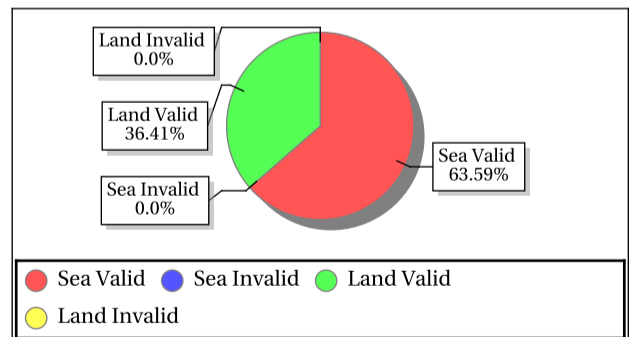 Land Invalid
0.0%
Land Valid
36.41%
Sea Invalid
0.0%
Sea Valid
63.59%
Sea Valid Sea Invalid Land Valid
Land Invalid